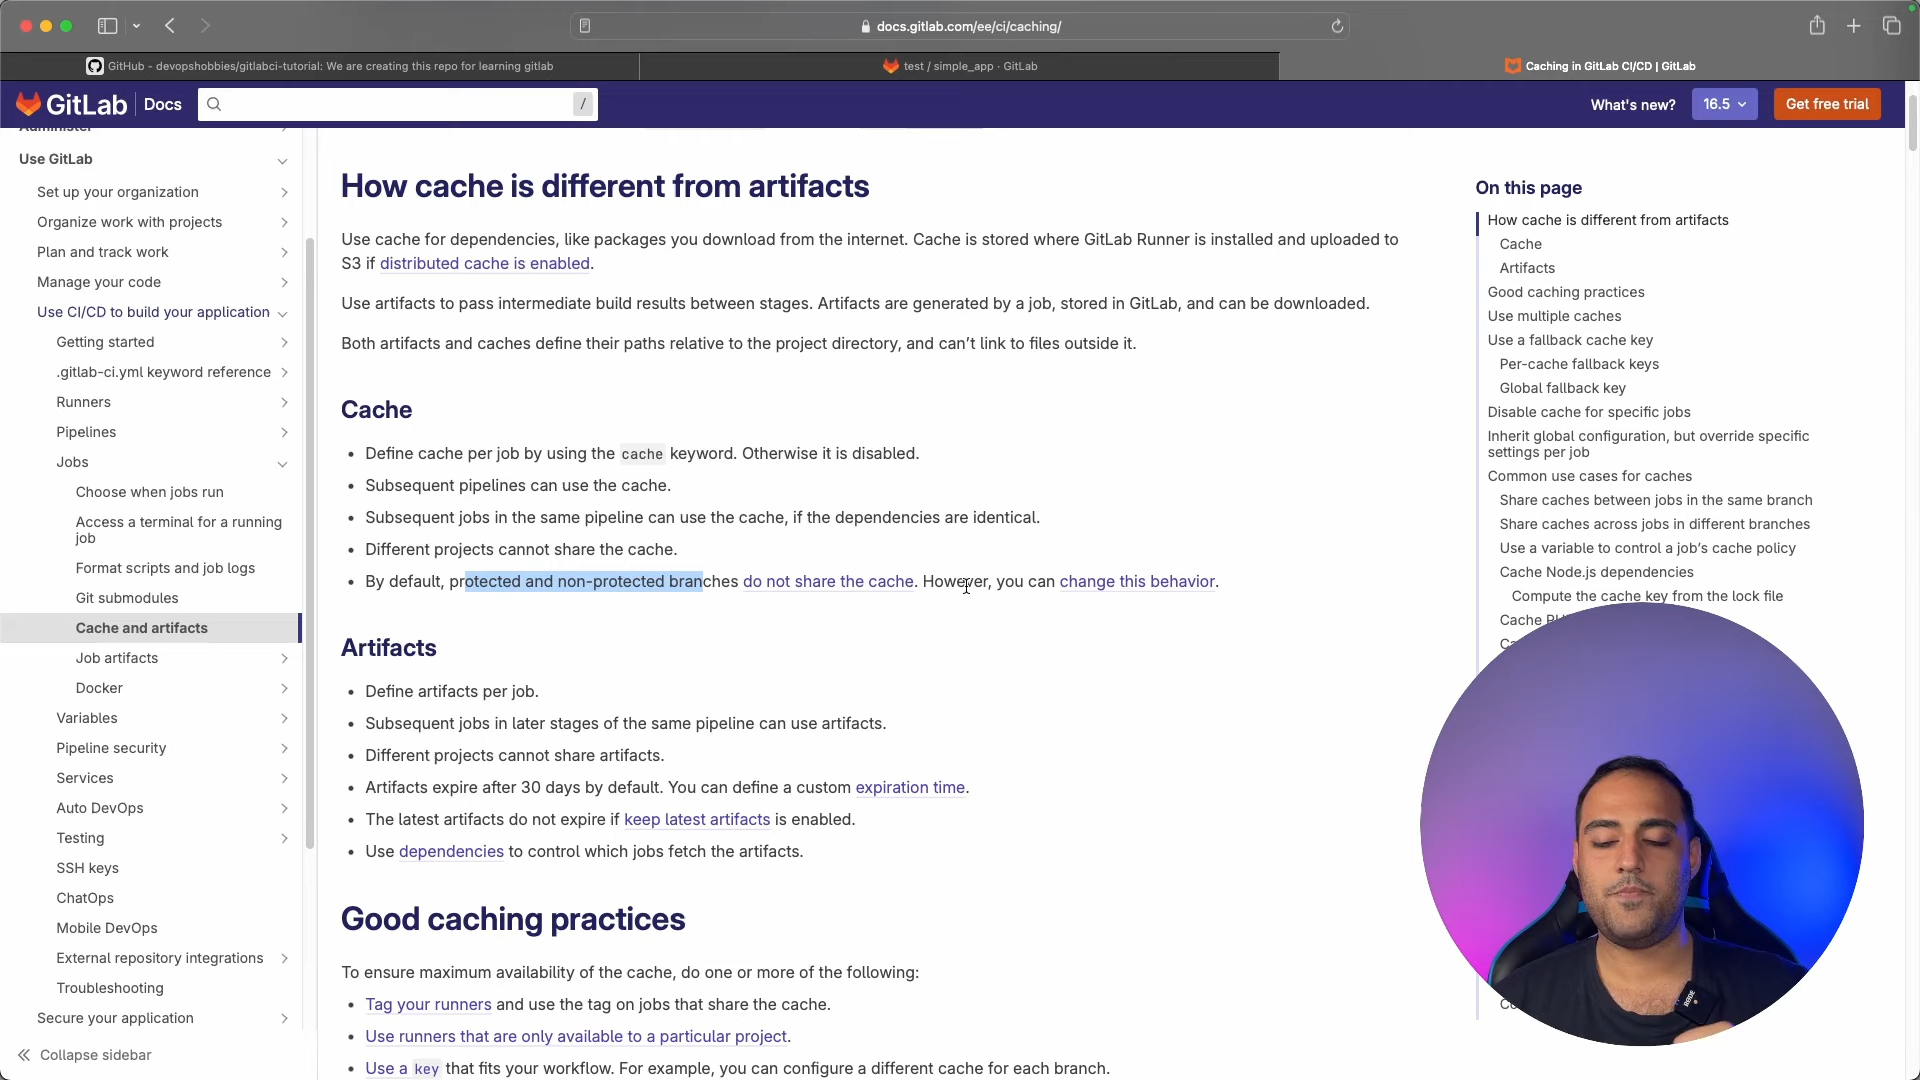 docs.gitlab.com/ee/ci/caching/
GitHub - devopshobbies/gitlabci-tutorial: We are creating this repo for learning gitlab
test / simple_app · GitLab
Caching in GitLab CI/CD | GitLab
GitLab Docs
/
What's new?
16.5
Get free trial
Administer
Use GitLab
Set up your organization
Organize work with projects
Plan and track work
Manage your code
Use CI/CD to build your application
Getting started
.gitlab-ci.yml keyword reference
Runners
Pipelines
Jobs
Choose when jobs run
Access a terminal for a running
job
Format scripts and job logs
Git submodules
Cache and artifacts
Job artifacts
Docker
Variables
Pipeline security
Services
Auto DevOps
Testing
SSH keys
ChatOps
Mobile DevOps
External repository integrations
Troubleshooting
Secure your application
Collapse sidebar
How cache is different from artifacts
Use cache for dependencies, like packages you download from the internet. Cache is stored where GitLab Runner is installed and uploaded to
S3 if distributed cache is enabled.
Use artifacts to pass intermediate build results between stages. Artifacts are generated by a job, stored in GitLab, and can be downloaded.
Both artifacts and caches define their paths relative to the project directory, and can't link to files outside it.
Cache
• Define cache per job by using the cache keyword. Otherwise it is disabled.
• Subsequent pipelines can use the cache.
• Subsequent jobs in the same pipeline can use the cache, if the dependencies are identical.
• Different projects cannot share the cache.
• By default, protected and non-protected branches do not share the cache. However, you can change this behavior.
Artifacts
• Define artifacts per job.
• Subsequent jobs in later stages of the same pipeline can use artifacts.
• Different projects cannot share artifacts.
• Artifacts expire after 30 days by default. You can define a custom expiration time.
• The latest artifacts do not expire if keep latest artifacts is enabled.
• Use dependencies to control which jobs fetch the artifacts.
Good caching practices
To ensure maximum availability of the cache, do one or more of the following:
• Tag your runners and use the tag on jobs that share the cache.
• Use runners that are only available to a particular project.
• Use a key that fits your workflow. For example, you can configure a different cache for each branch.
On this page
How cache is different from artifacts
Cache
Artifacts
Good caching practices
Use multiple caches
Use a fallback cache key
Per-cache fallback keys
Global fallback key
Disable cache for specific jobs
Inherit global configuration, but override specific
settings per job
Common use cases for caches
Share caches between jobs in the same branch
Share caches across jobs in different branches
Use a variable to control a job's cache policy
Cache Node.js dependencies
Compute the cache key from the lock file
Cache
RODE